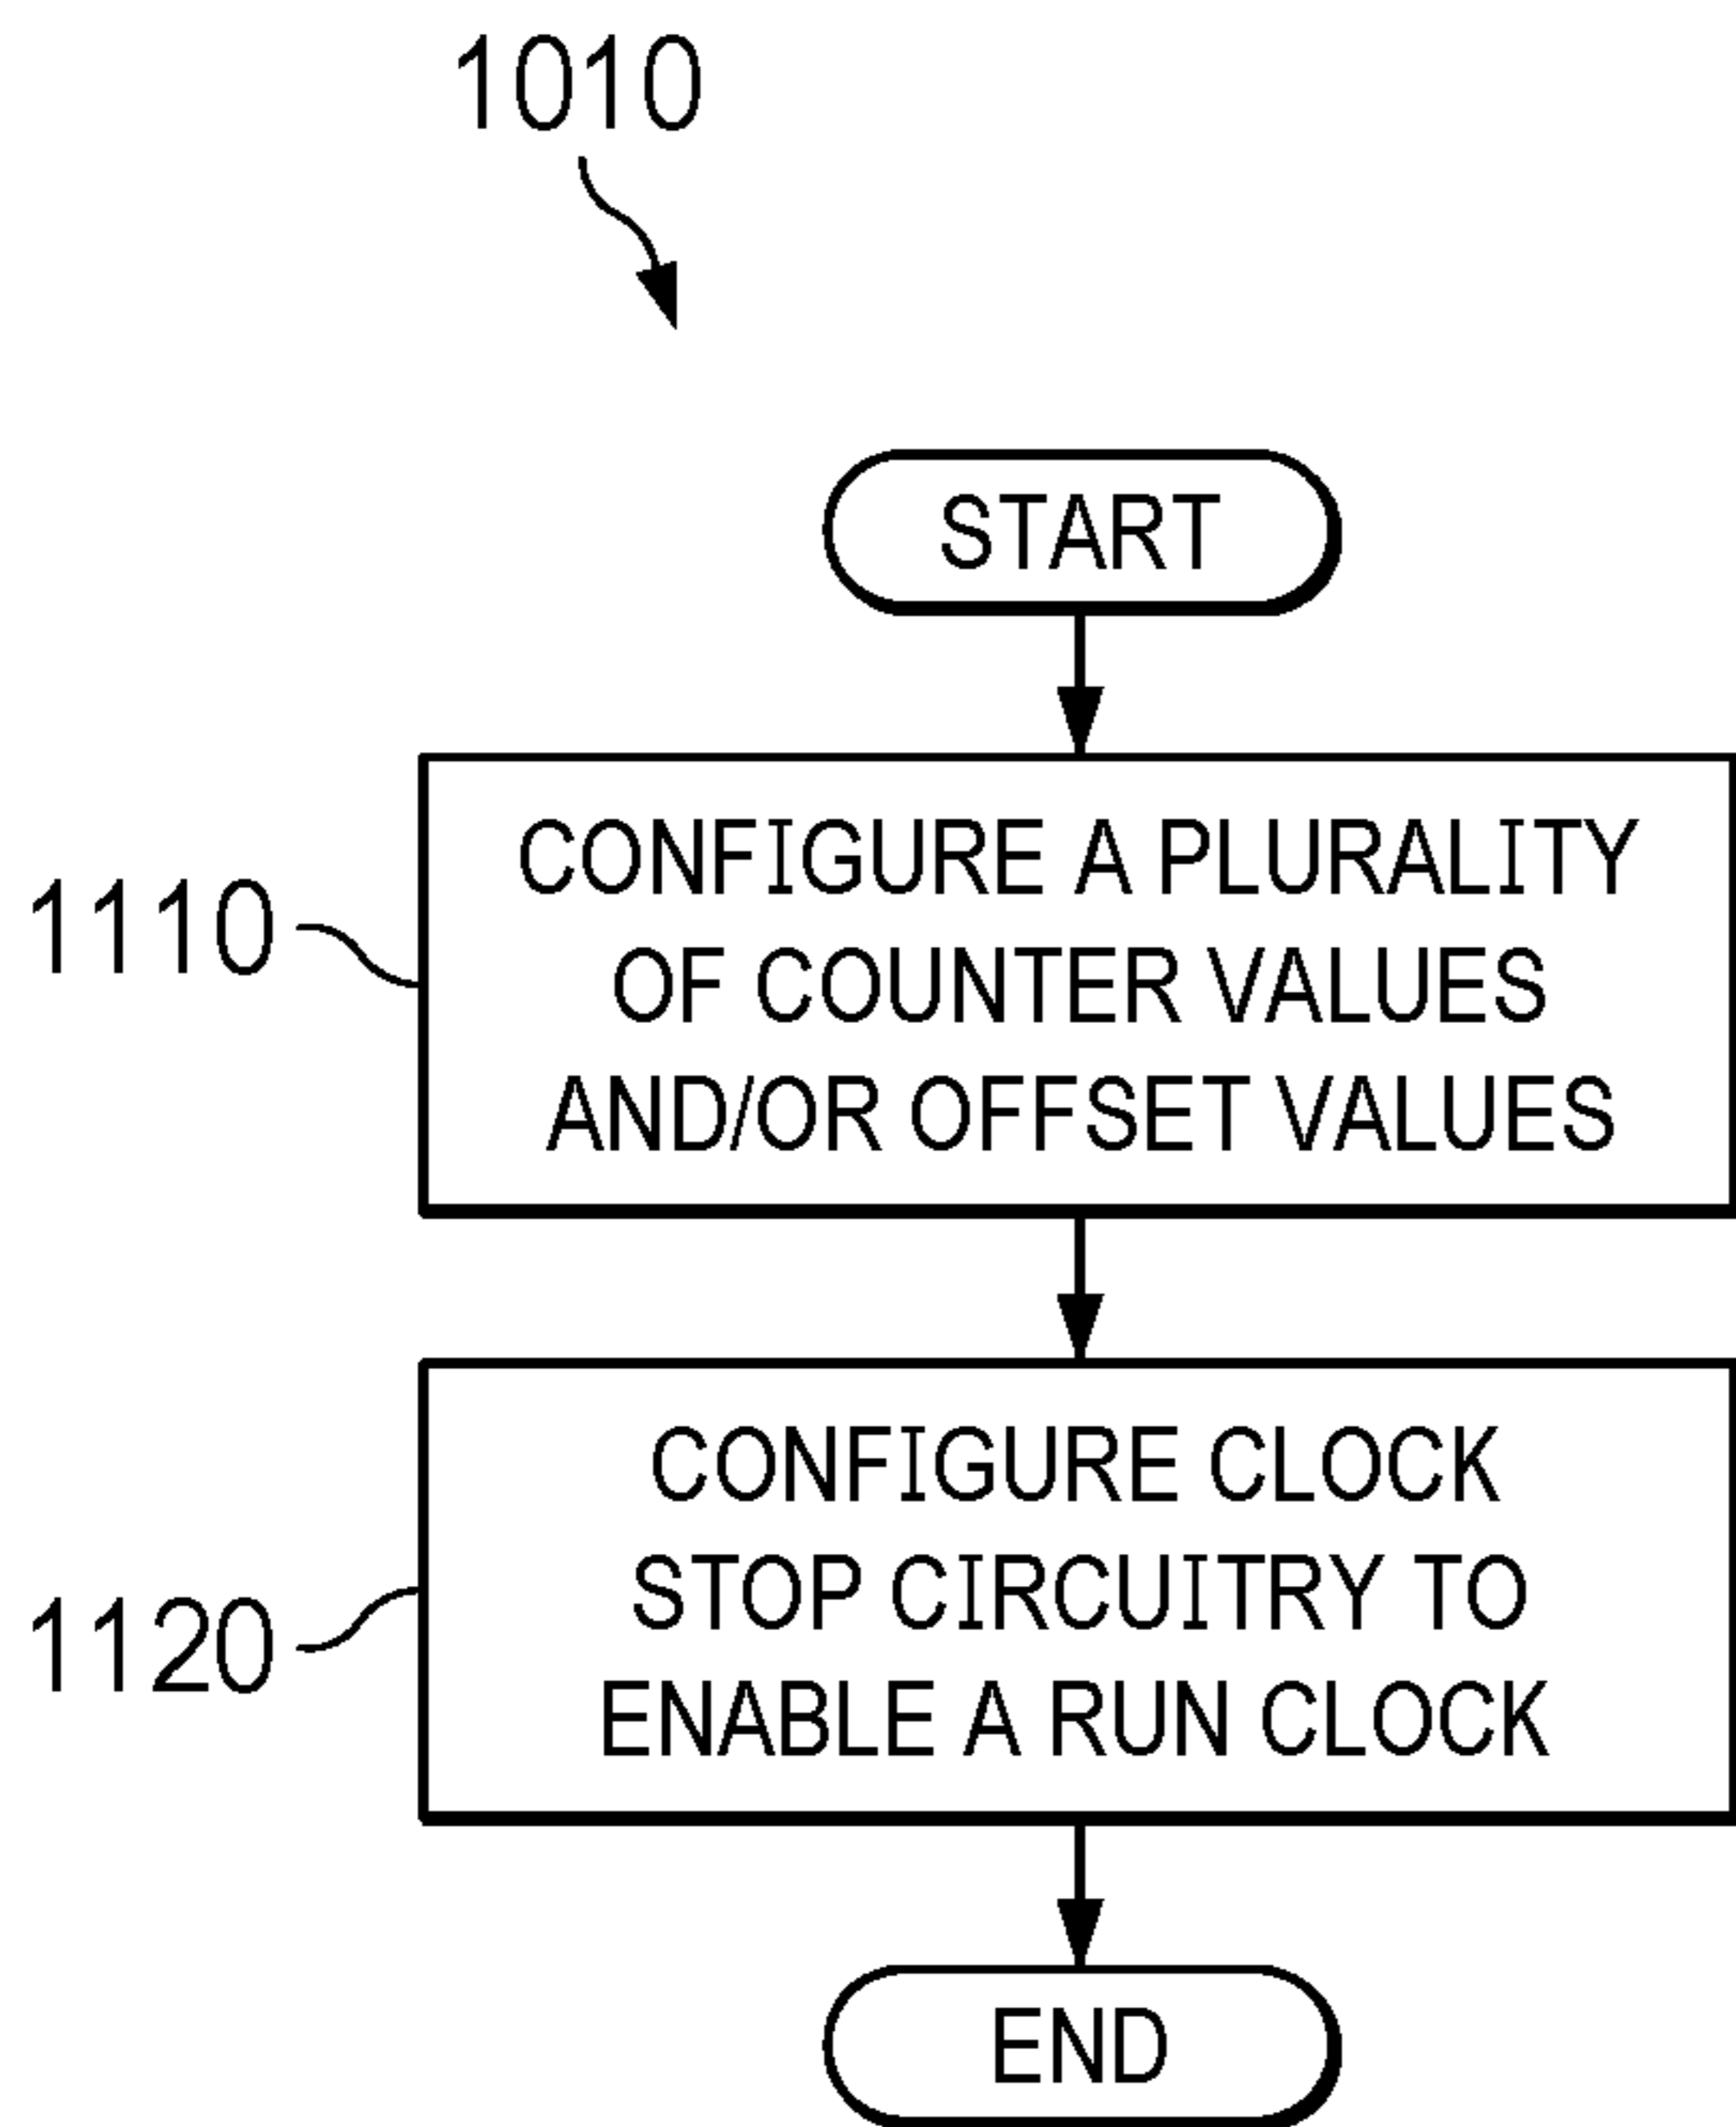 1010
START
1110
CONFIGURE A PLURALITY
OF COUNTER VALUES
AND/OR OFFSET VALUES
1120
CONFIGURE CLOCK
STOP CIRCUITRY TO
ENABLE A RUN CLOCK
END